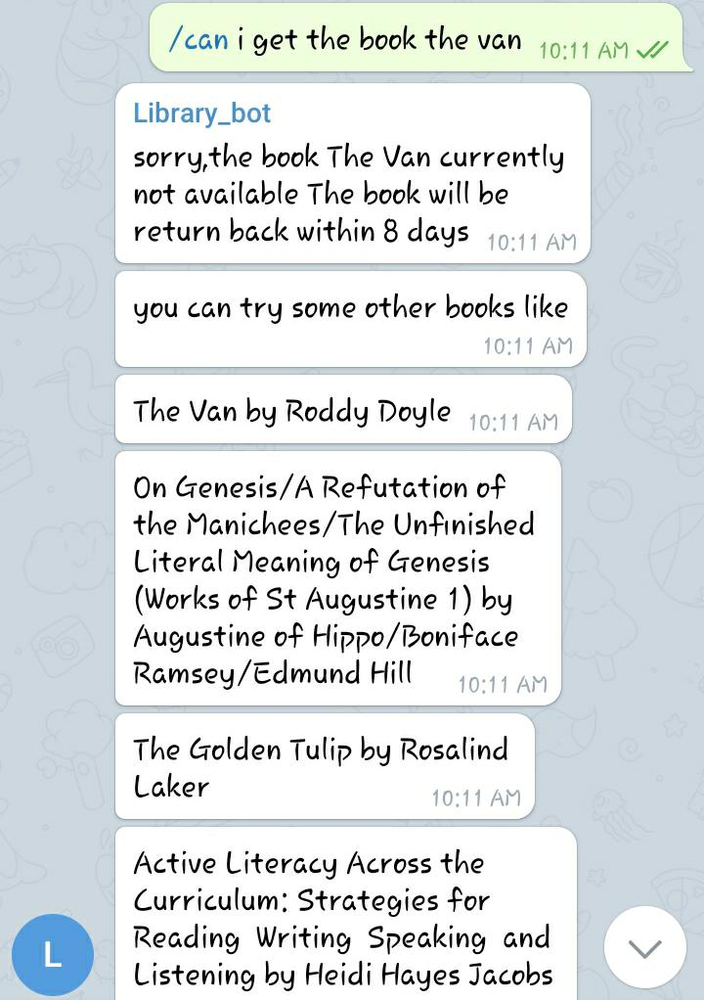 /can i get the book the van 10:11 AM
Library_bot
sorry,the book The Van currently
not available The book will be
return back within 8 days 10:11 AM
you can try some other books like
10:11 AM
The Van by Roddy Doyle 10:11 AM
On Genesis/A Refutation of
the Manichees/The Unfinished
Literal Meaning of Genesis
(Works of St Augustine 1) by
Augustine of Hippo/Boniface
Ramsey/Edmund Hill 10:11 AM
The Golden Tulip by Rosalind
Laker 10:11 AM
Active Literacy Across the
Curriculum: Strategies for
Reading Writing Speaking and
Listening by Heidi Hayes Jacobs
L